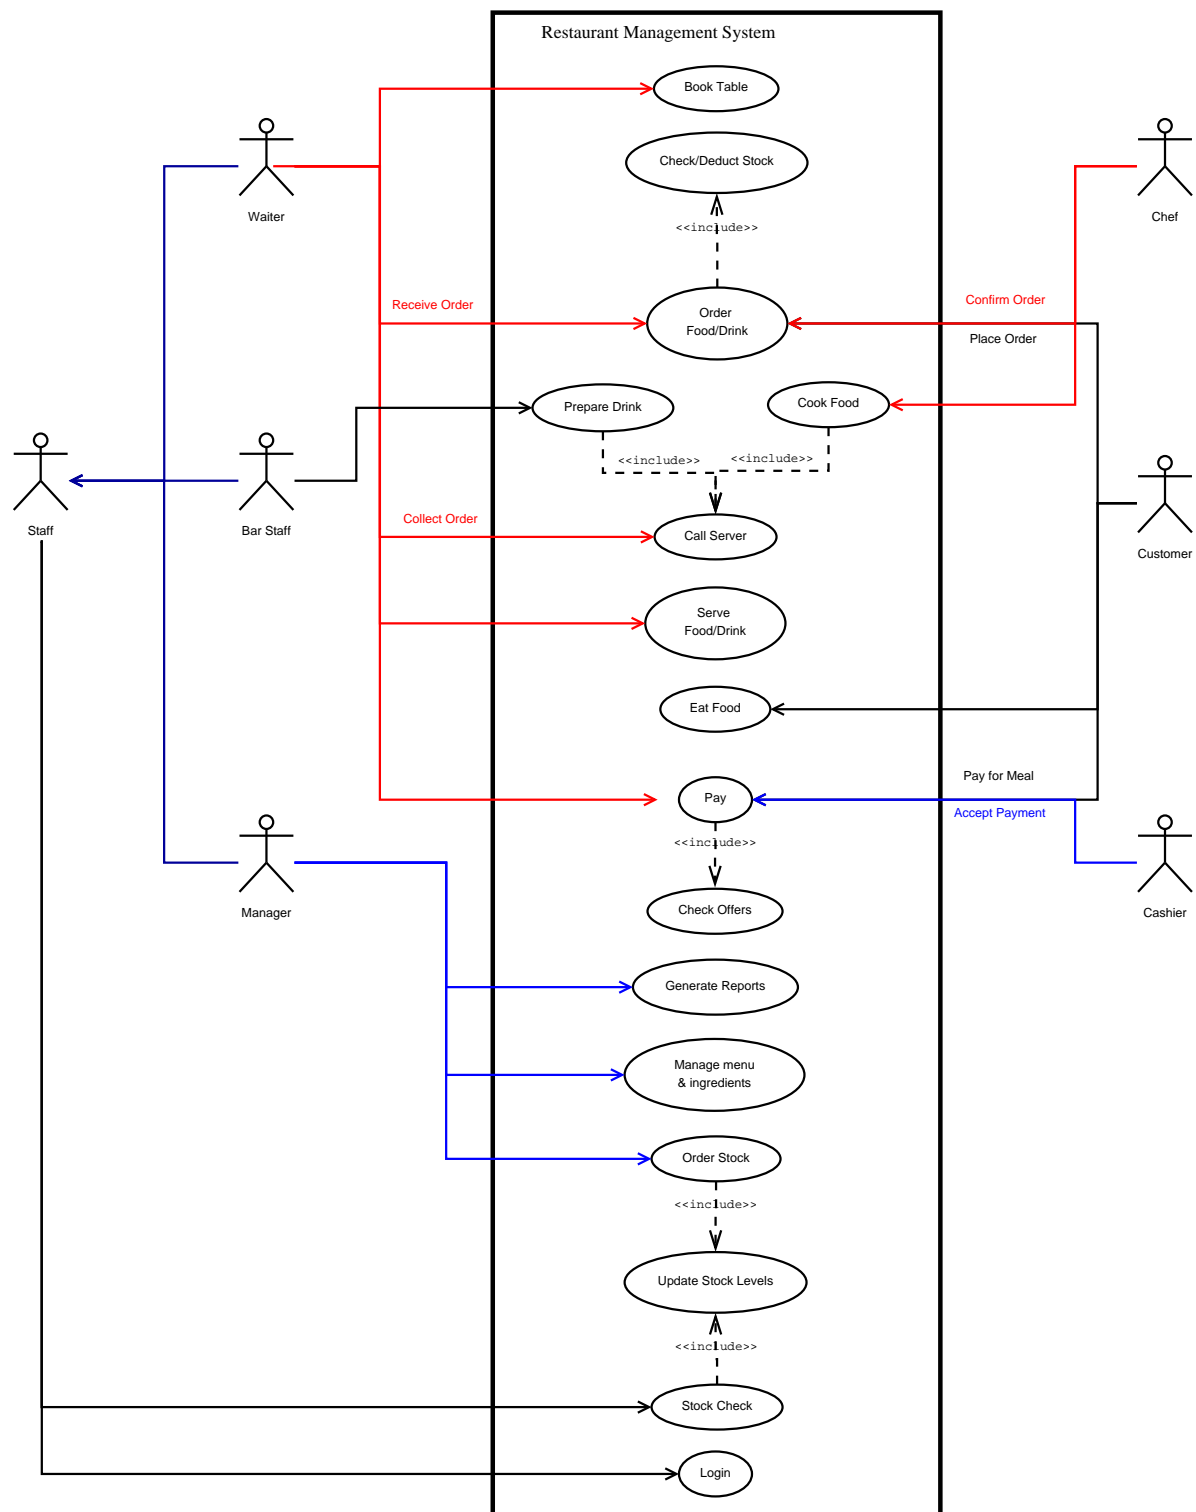 Restaurant Management System
Book Table
Check/Deduct Stock
Waiter
Chef
<<include>>
Receive Order
Order
Food/Drink
Confirm Order
Place Order
Prepare Drink
Cook Food
<<include>>
<<include>>
Staff
Bar Staff
Collect Order
Call Server
Customer
Serve
Food/Drink
Eat Food
Pay for Meal
Pay
Accept Payment
<<include>>
Manager
Check Offers
Cashier
Generate Reports
Manage menu
& ingredients
Order Stock
<<include>>
Update Stock Levels
<<include>>
Stock Check
Login